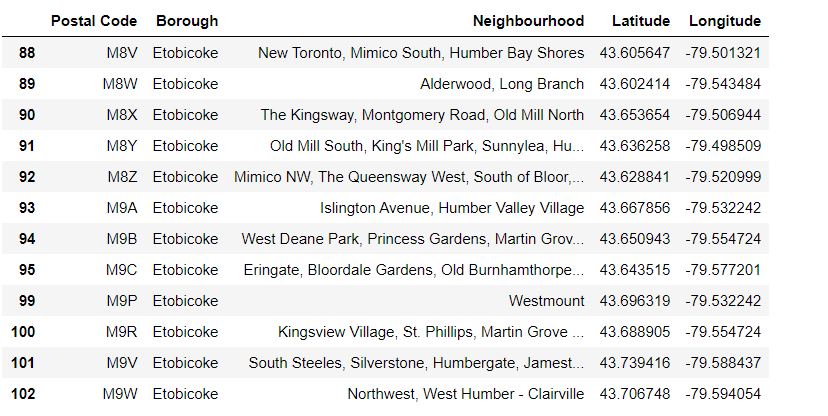 Postal Code Borough Neighbourhood Latitude Longitude
88 M8V Etobicoke New Toronto, Mimico South, Humber Bay Shores 43.605647 -79.501321
89 M8W Etobicoke Alderwood, Long Branch 43.602414 -79.543484
90 M8X Etobicoke The Kingsway, Montgomery Road, Old Mill North 43.653654 -79.506944
91 M8Y Etobicoke Old Mill South, King's Mill Park, Sunnylea, Hu... 43.636258 -79.498509
92 M8Z Etobicoke Mimico NW, The Queensway West, South of Bloor,... 43.628841 -79.520999
93 M9A Etobicoke Islington Avenue, Humber Valley Village 43.667856 -79.532242
94 M9B Etobicoke West Deane Park, Princess Gardens, Martin Grov... 43.650943 -79.554724
95 M9C Etobicoke Eringate, Bloordale Gardens, Old Burnhamthorpe... 43.643515 -79.577201
99 M9P Etobicoke Westmount 43.696319 -79.532242
100 M9R Etobicoke Kingsview Village, St. Phillips, Martin Grove ... 43.688905 -79.554724
101 M9V Etobicoke South Steeles, Silverstone, Humbergate, Jamest... 43.739416 -79.588437
102 M9W Etobicoke Northwest, West Humber - Clairville 43.706748 -79.594054